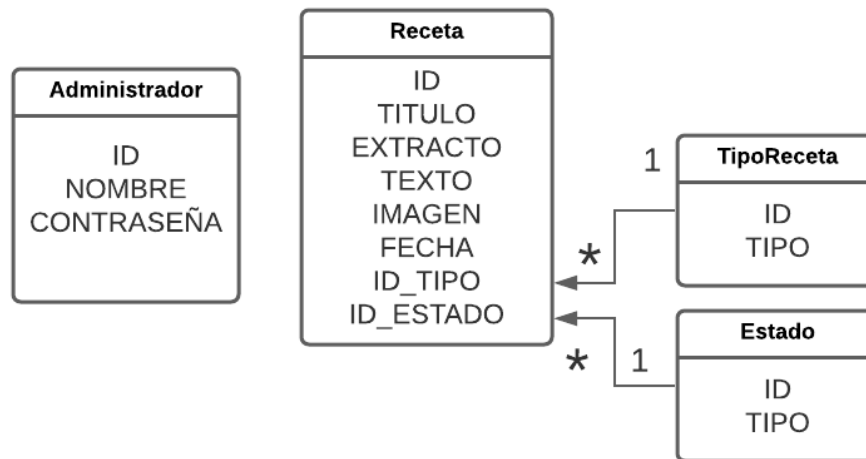 Administrador
ID
NOMBRE
CONTRASEÑA
Receta
ID
TITULO
EXTRACTO
TEXTO
IMAGEN
FECHA
ID_TIPO
ID_ESTADO
1
*
TipoReceta
ID
TIPO
*
1
Estado
ID
TIPO